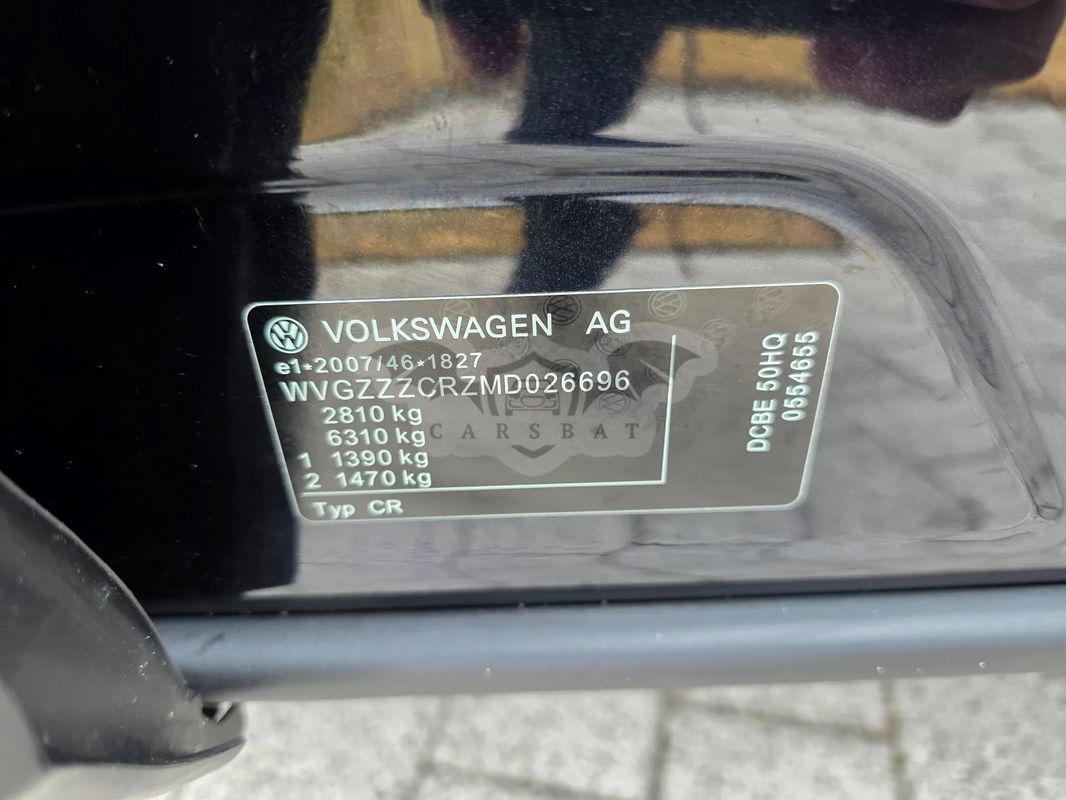 VOLKSWAGEN AG
e1*2007/46*1827
WVGZZZCRZMD026696
2810 kg
6310 kg
1 1390 kg
2 1470 kg
Typ CR
DCBE 50HQ
0554655
CARSBAT